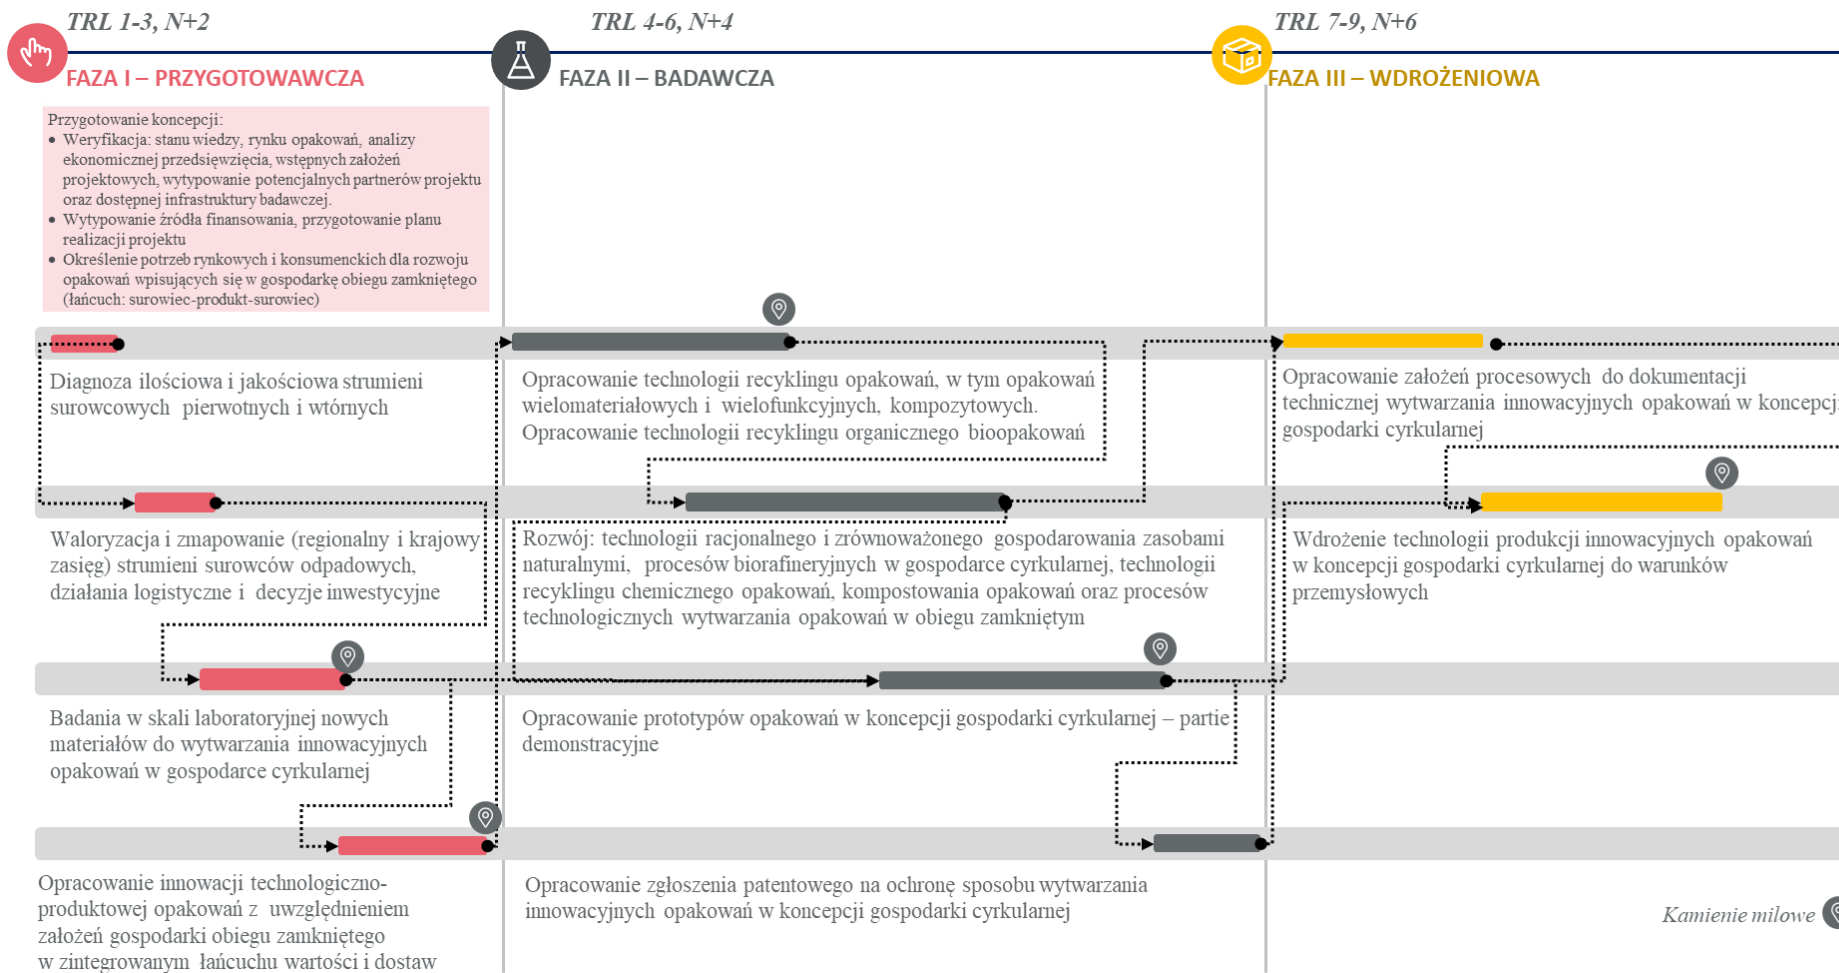 TRL 1-3, N+2
TRL 4-6, N+4
TRL 7-9, N+6
FAZA I – PRZYGOTOWAWCZA
FAZA II – BADAWCZA
FAZA III – WDROŻENIOWA
Przygotowanie koncepcji:
• Weryfikacja: stanu wiedzy, rynku opakowań, analizy
ekonomicznej przedsięwzięcia, wstępnych założeń
projektowych, wytypowanie potencjalnych partnerów projektu
oraz dostępnej infrastruktury badawczej.
• Wytypowanie źródła finansowania, przygotowanie planu
realizacji projektu
• Określenie potrzeb rynkowych i konsumenckich dla rozwoju
opakowań wpisujących się w gospodarkę obiegu zamkniętego
(łańcuch: surowiec-produkt-surowiec)
Diagnoza ilościowa i jakościowa strumieni
surowcowych pierwotnych i wtórnych
Opracowanie technologii recyklingu opakowań, w tym opakowań
wielomateriałowych i wielofunkcyjnych, kompozytowych.
Opracowanie technologii recyklingu organicznego bioopakowań
Opracowanie założeń procesowych do dokumentacji
technicznej wytwarzania innowacyjnych opakowań w koncepcji
gospodarki cyrkularnej
Waloryzacja i zmapowanie (regionalny i krajowy
zasięg) strumieni surowców odpadowych,
działania logistyczne i decyzje inwestycyjne
Rozwój: technologii racjonalnego i zrównoważonego gospodarowania zasobami
naturalnymi, procesów biorafineryjnych w gospodarce cyrkularnej, technologii
recyklingu chemicznego opakowań, kompostowania opakowań oraz procesów
technologicznych wytwarzania opakowań w obiegu zamkniętym
Wdrożenie technologii produkcji innowacyjnych opakowań
w koncepcji gospodarki cyrkularnej do warunków
przemysłowych
Badania w skali laboratoryjnej nowych
materiałów do wytwarzania innowacyjnych
opakowań w gospodarce cyrkularnej
Opracowanie prototypów opakowań w koncepcji gospodarki cyrkularnej – partie
demonstracyjne
Opracowanie innowacji technologiczno-
produktowej opakowań z uwzględnieniem
założeń gospodarki obiegu zamkniętego
w zintegrowanym łańcuchu wartości i dostaw
Opracowanie zgłoszenia patentowego na ochronę sposobu wytwarzania
innowacyjnych opakowań w koncepcji gospodarki cyrkularnej
Kamienie milowe